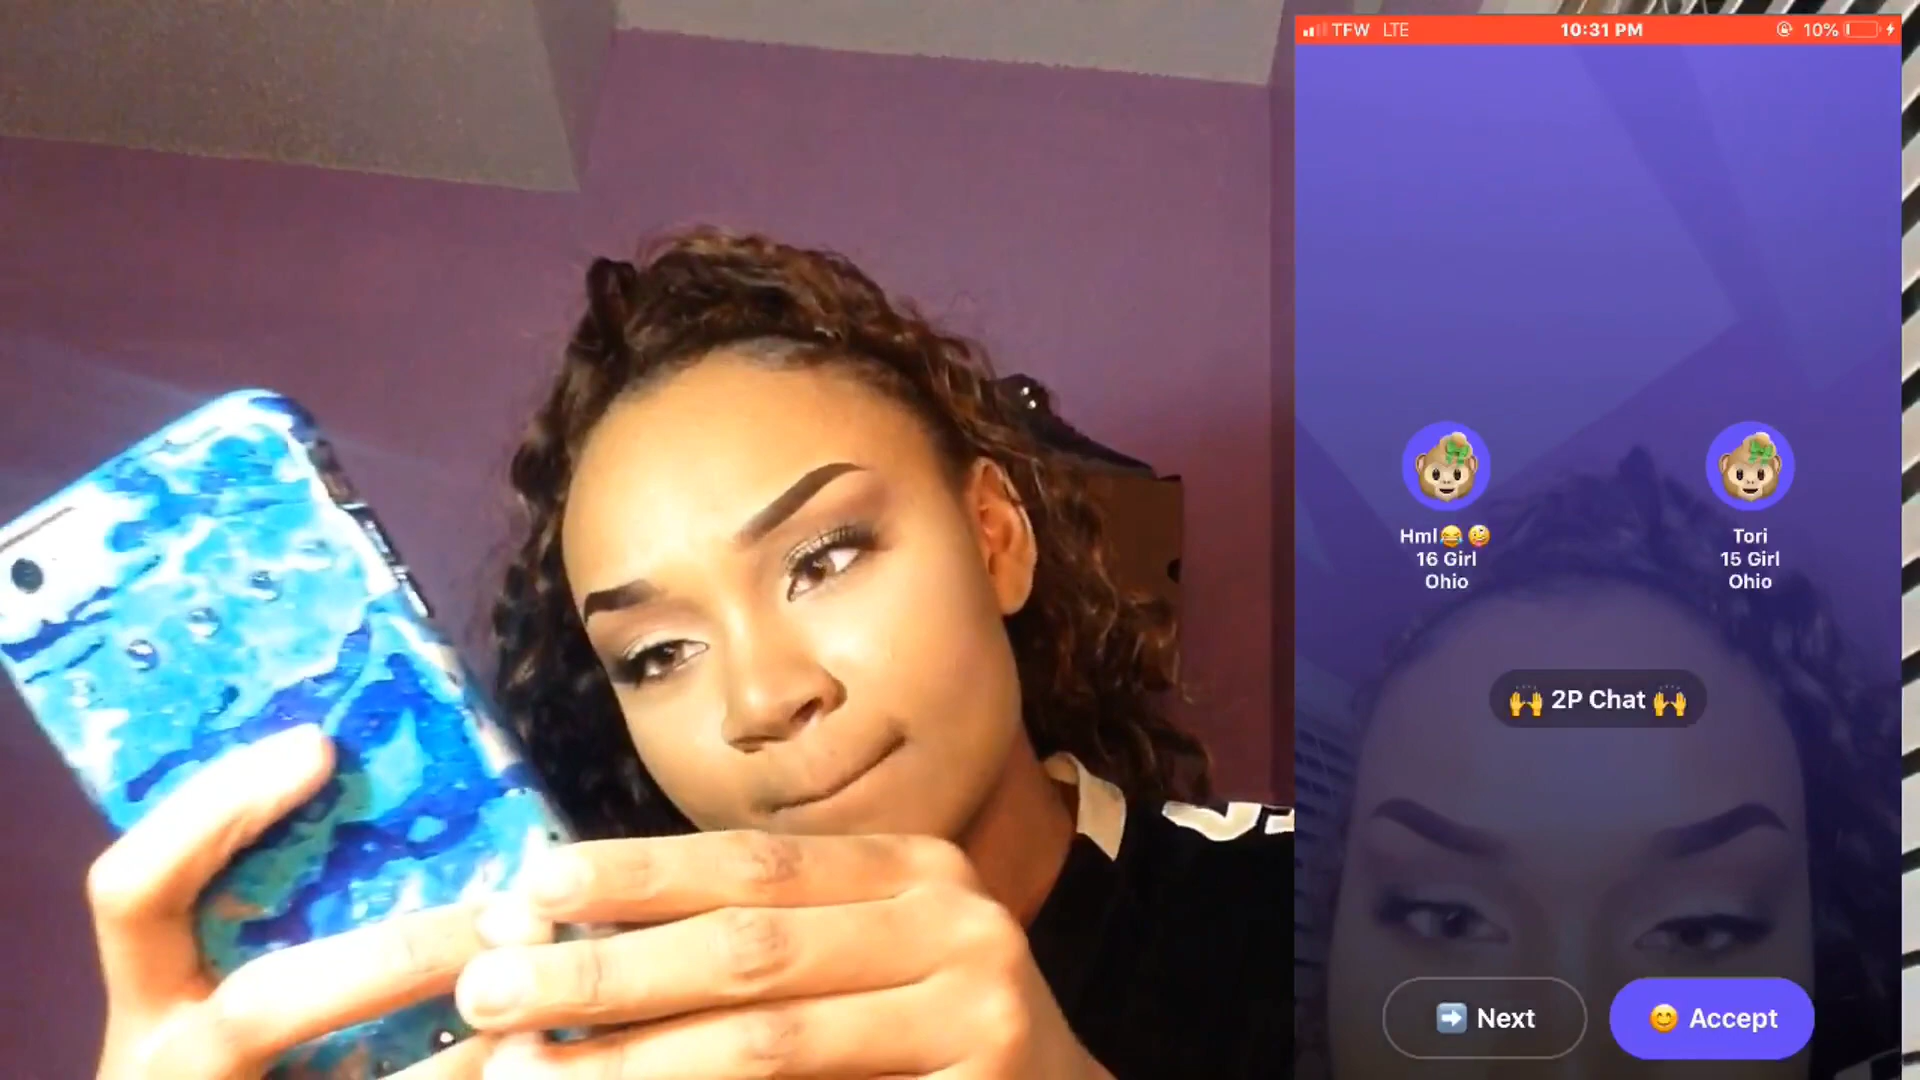 TFW LTE 10:31 PM 10%
Hml😂🤪
16 Girl
Ohio
Tori
15 Girl
Ohio
🙌 2P Chat 🙌
➡️ Next
😊 Accept